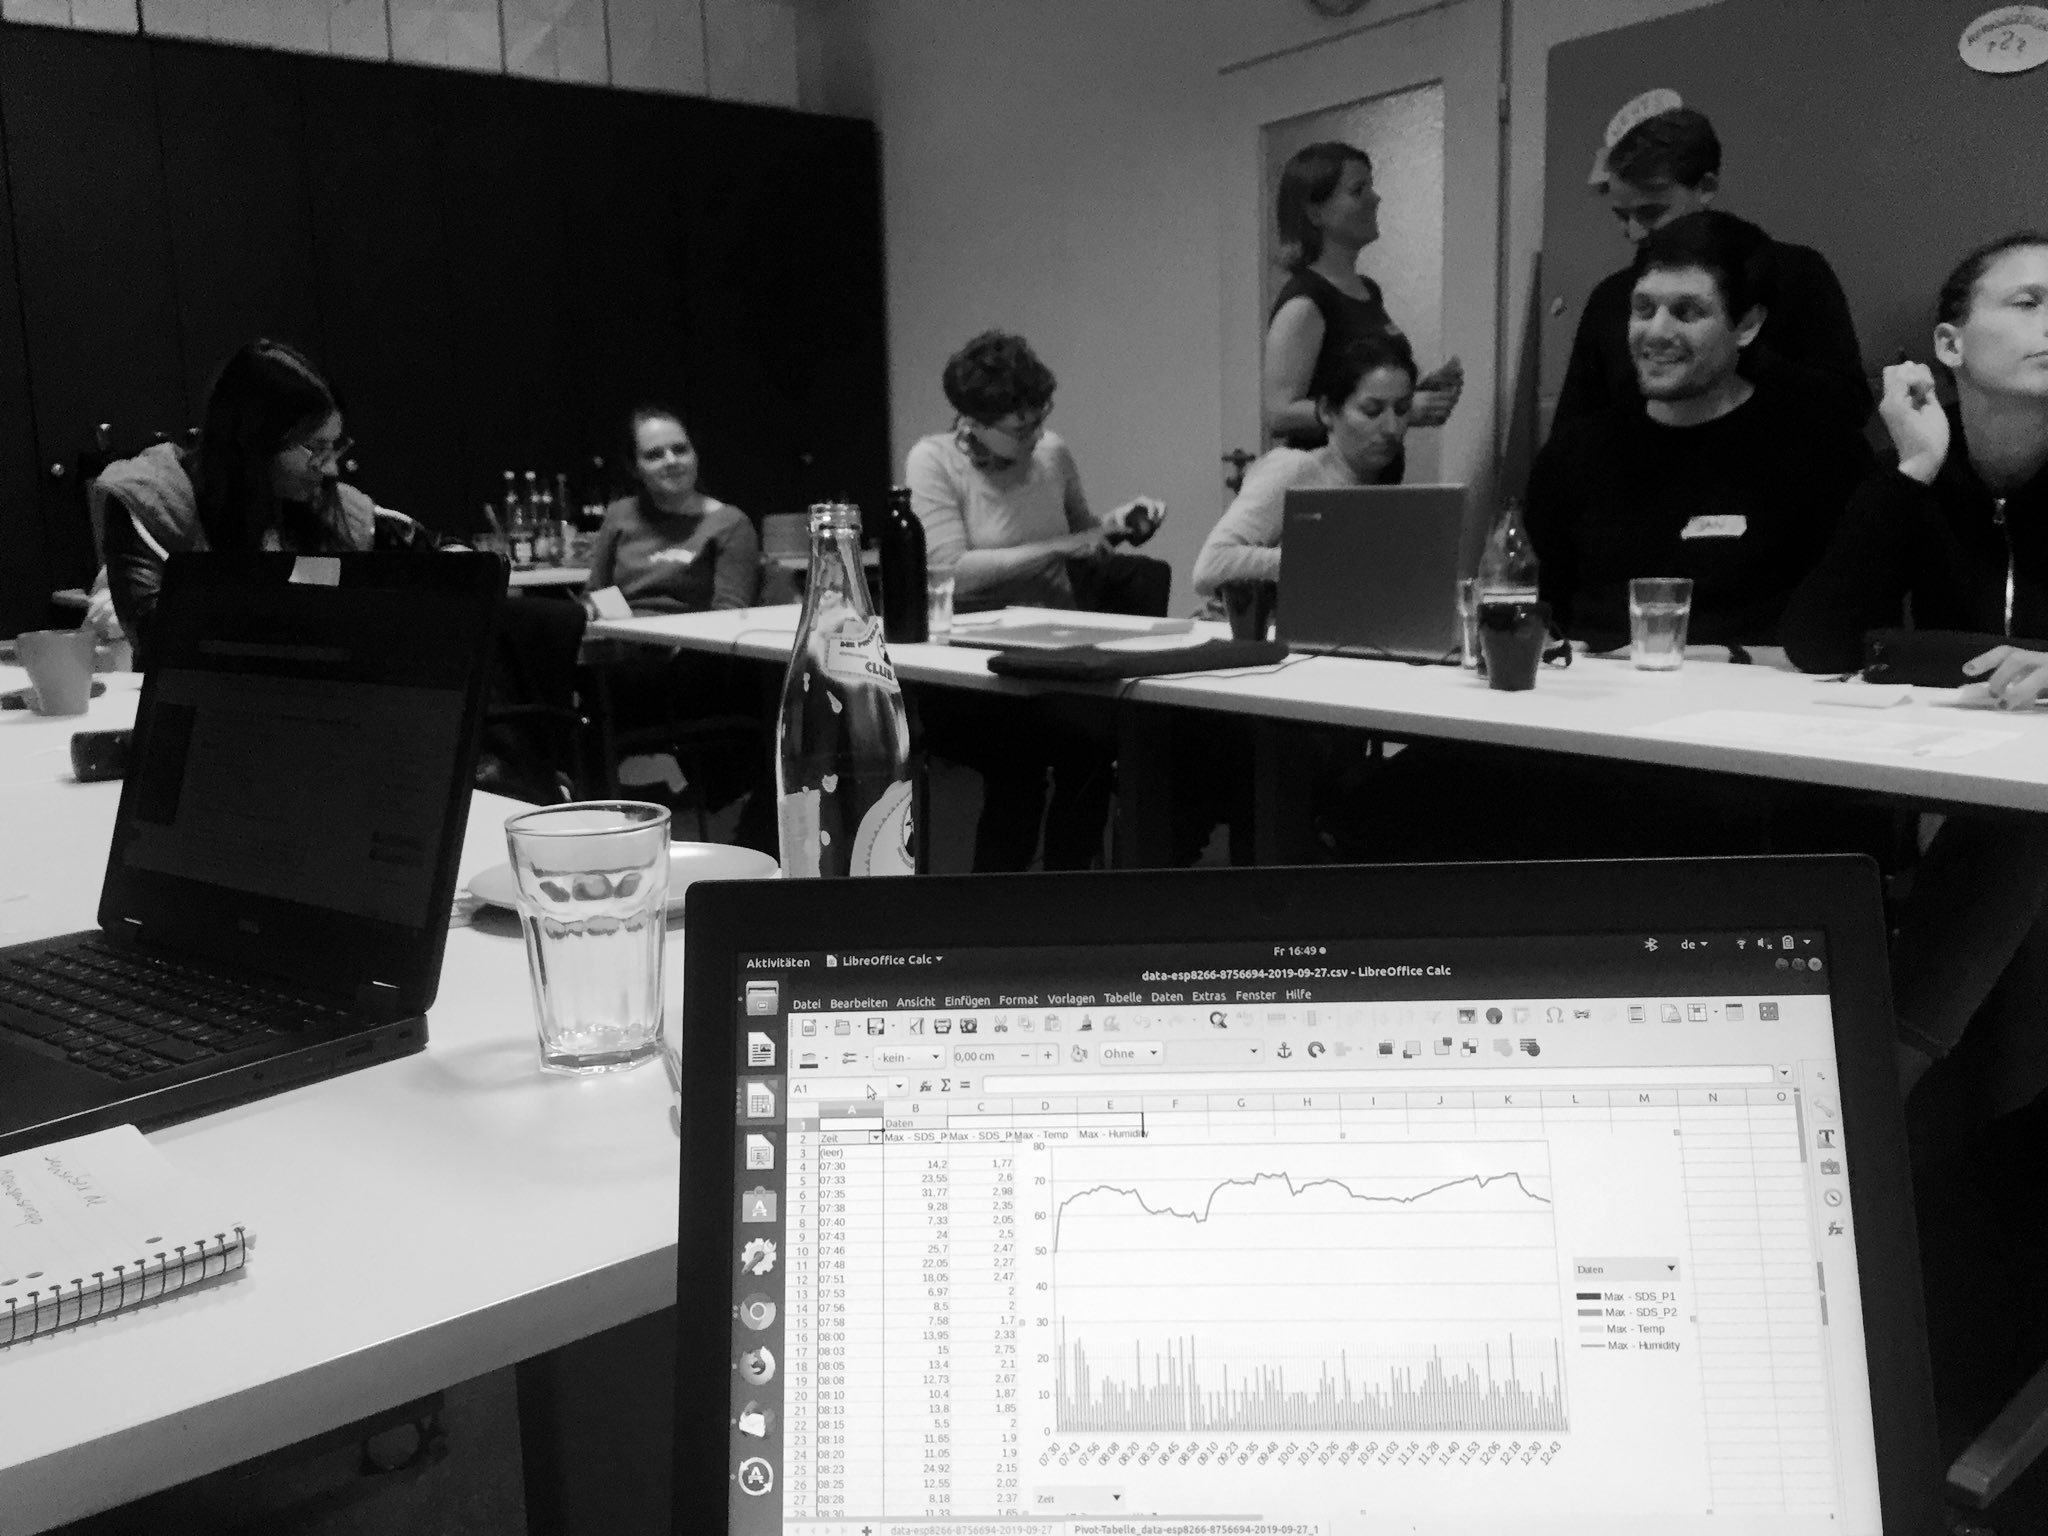 CLUB
JAN
Aktivitäten
LibreOffice Calc
Fr 16:49
de
data-esp8266-8756694-2019-09-27.csv - LibreOffice Calc
Datei Bearbeiten Ansicht Einfügen Format Vorlagen Tabelle Daten Extras Fenster Hilfe
- kein -
0,00 cm
Ohne
A1
A B C D E F G H I J K L M N O
1 Daten
2 Zeit Max - SDS_P Max - SDS_P Max - Temp Max - Humidity
3 (leer)
4 07:30 14,2 1,77
5 07:33 23,55 2,6
6 07:35 31,77 2,98
7 07:38 9,28 2,35
8 07:40 7,33 2,05
9 07:43 24 2,5
10 07:46 25,7 2,47
11 07:48 22,05 2,27
12 07:51 18,05 2,47
13 07:53 6,97 2
14 07:56 8,5 2
15 07:58 7,58 1,7
16 08:00 13,95 2,33
17 08:03 15 2,75
18 08:05 13,4 2,1
19 08:08 12,73 2,67
20 08:10 10,4 1,87
21 08:13 13,8 1,85
22 08:15 5,5 2
23 08:18 11,65 1,9
24 08:20 11,05 1,9
25 08:23 24,92 2,15
26 08:25 12,55 2,02
27 08:28 8,18 2,37
28 08:30 11,33 1,65
80
70
60
50
40
30
20
10
0
07:30 07:43 07:56 08:08 08:20 08:33 08:45 08:58 09:10 09:23 09:35 09:48 10:01 10:13 10:26 10:38 10:50 11:03 11:16 11:28 11:40 11:53 12:06 12:18 12:30 12:43
Daten
Max - SDS_P1
Max - SDS_P2
Max - Temp
Max - Humidity
Zeit
data-esp8266-8756694-2019-09-27
Pivot-Tabelle_data-esp8266-8756694-2019-09-27_1